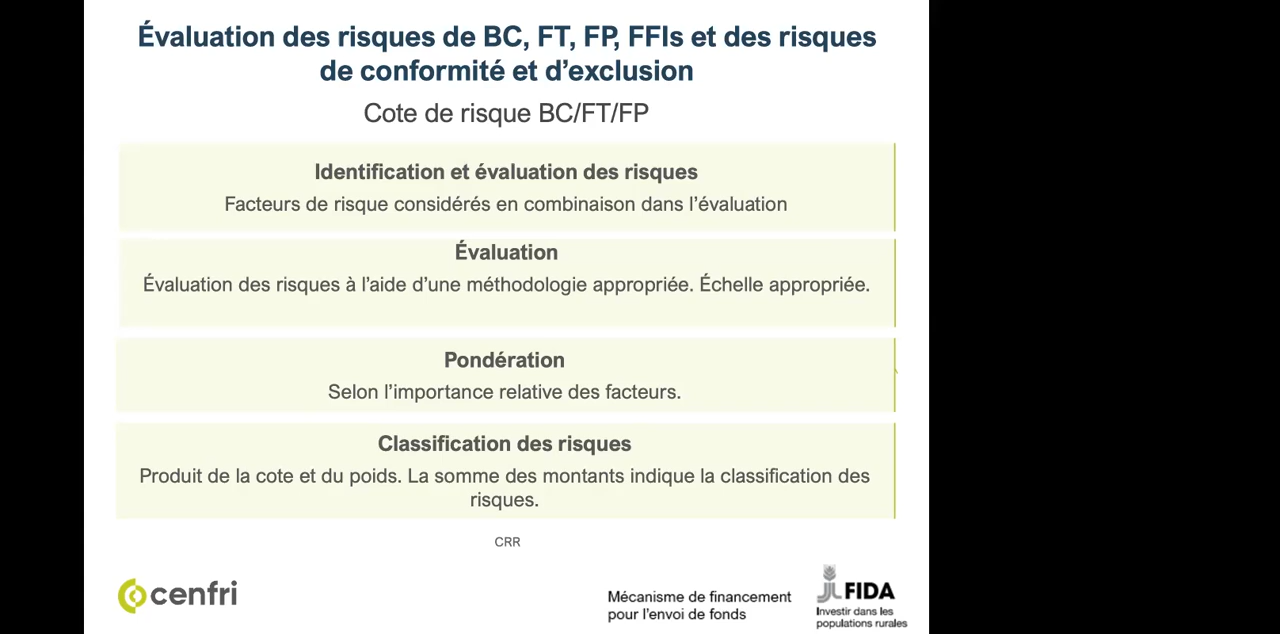 Évaluation des risques de BC, FT, FP, FFIs et des risques
de conformité et d’exclusion
Cote de risque BC/FT/FP
Identification et évaluation des risques
Facteurs de risque considérés en combinaison dans l’évaluation
Évaluation
Évaluation des risques à l’aide d’une méthodologie appropriée. Échelle appropriée.
Pondération
Selon l’importance relative des facteurs.
Classification des risques
Produit de la cote et du poids. La somme des montants indique la classification des
risques.
CRR
cenfri
Mécanisme de financement
pour l'envoi de fonds
FIDA
Investir dans les
populations rurales